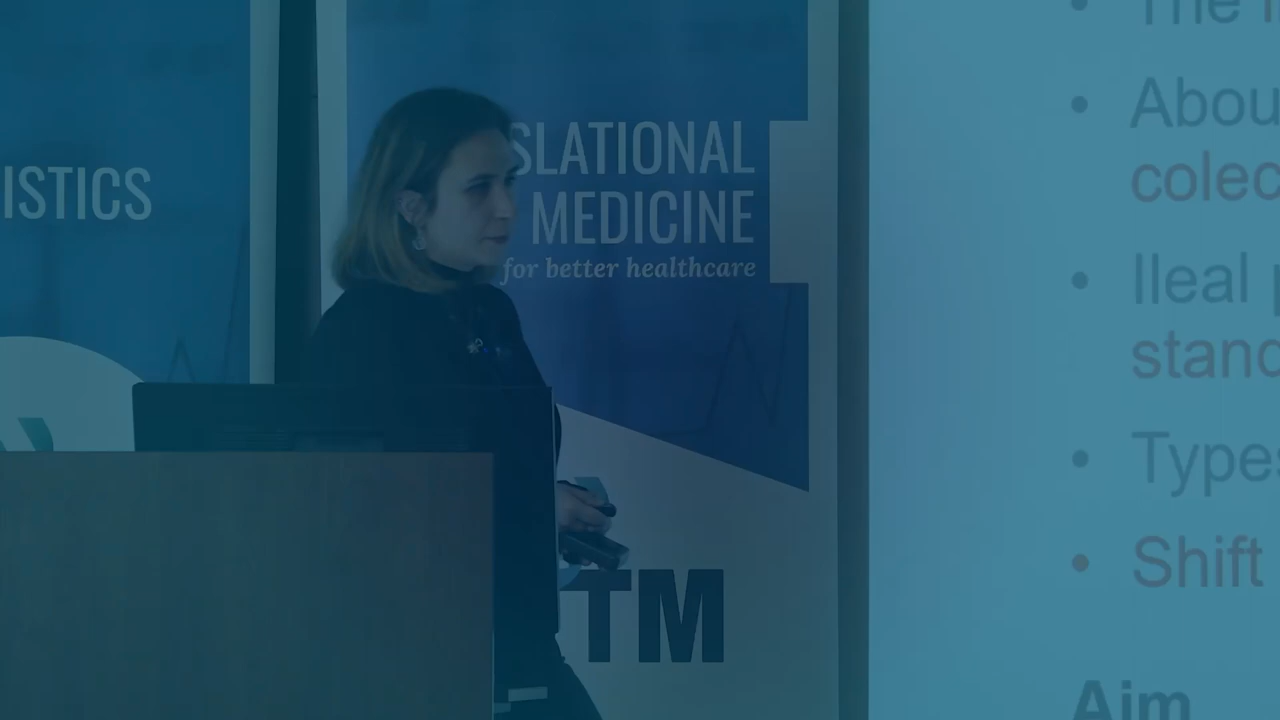 ISTICS
SLATIONAL
MEDICINE
for better healthcare
TM
The
Abou
colec
Ileal
stand
Types
Shift
Aim